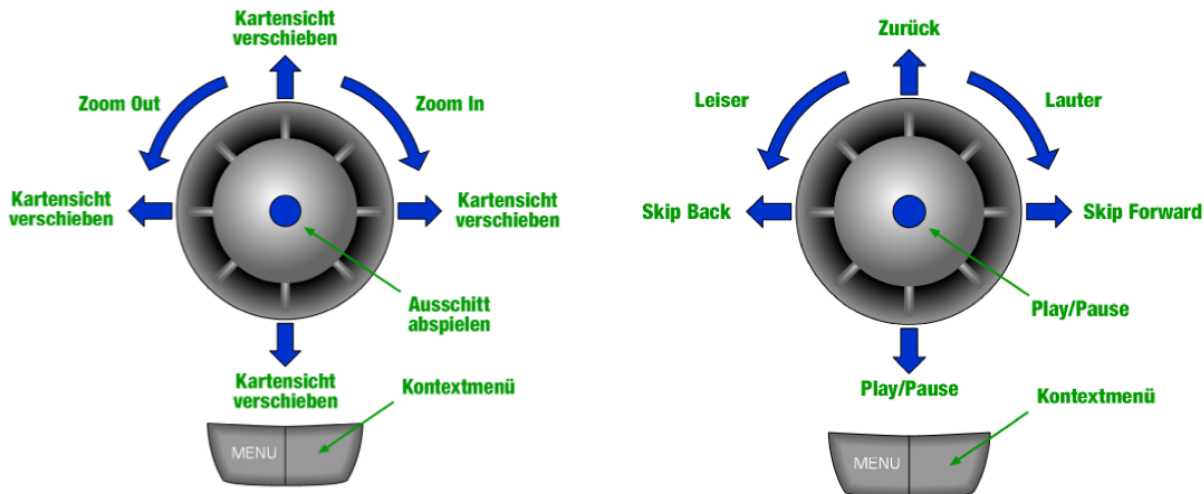 Kartensicht
verschieben
Zoom Out
Zoom In
Kartensicht
verschieben
Kartensicht
verschieben
Ausschitt
abspielen
Kartensicht
verschieben
Kontextmenü
MENU
Zurück
Leiser
Lauter
Skip Back
Skip Forward
Play/Pause
Play/Pause
Kontextmenü
MENU